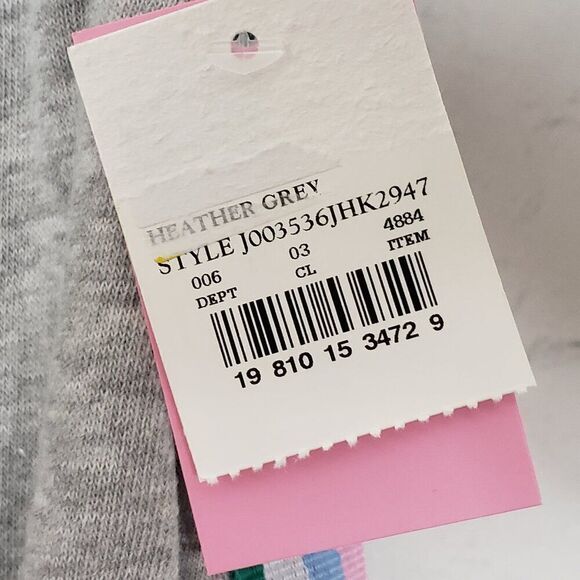 HEATHER GREY
STYLE J003536JHK2947
006 03 4884
DEPT CL ITEM
19 810 15 3472 9